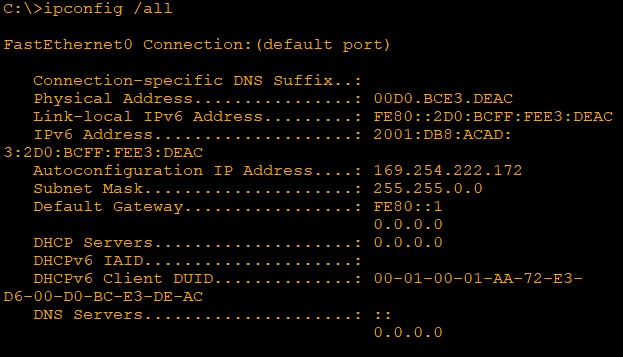 C:\>ipconfig /all
FastEthernet0 Connection:(default port)
Connection-specific DNS Suffix..:
Physical Address................: 00D0.BCE3.DEAC
Link-local IPv6 Address.........: FE80::2D0:BCFF:FEE3:DEAC
IPv6 Address....................: 2001:DB8:ACAD:
3:2D0:BCFF:FEE3:DEAC
Autoconfiguration IP Address....: 169.254.222.172
Subnet Mask.....................: 255.255.0.0
Default Gateway.................: FE80::1
0.0.0.0
DHCP Servers....................: 0.0.0.0
DHCPv6 IAID.....................:
DHCPv6 Client DUID..............: 00-01-00-01-AA-72-E3-
D6-00-D0-BC-E3-DE-AC
DNS Servers.....................: ::
0.0.0.0